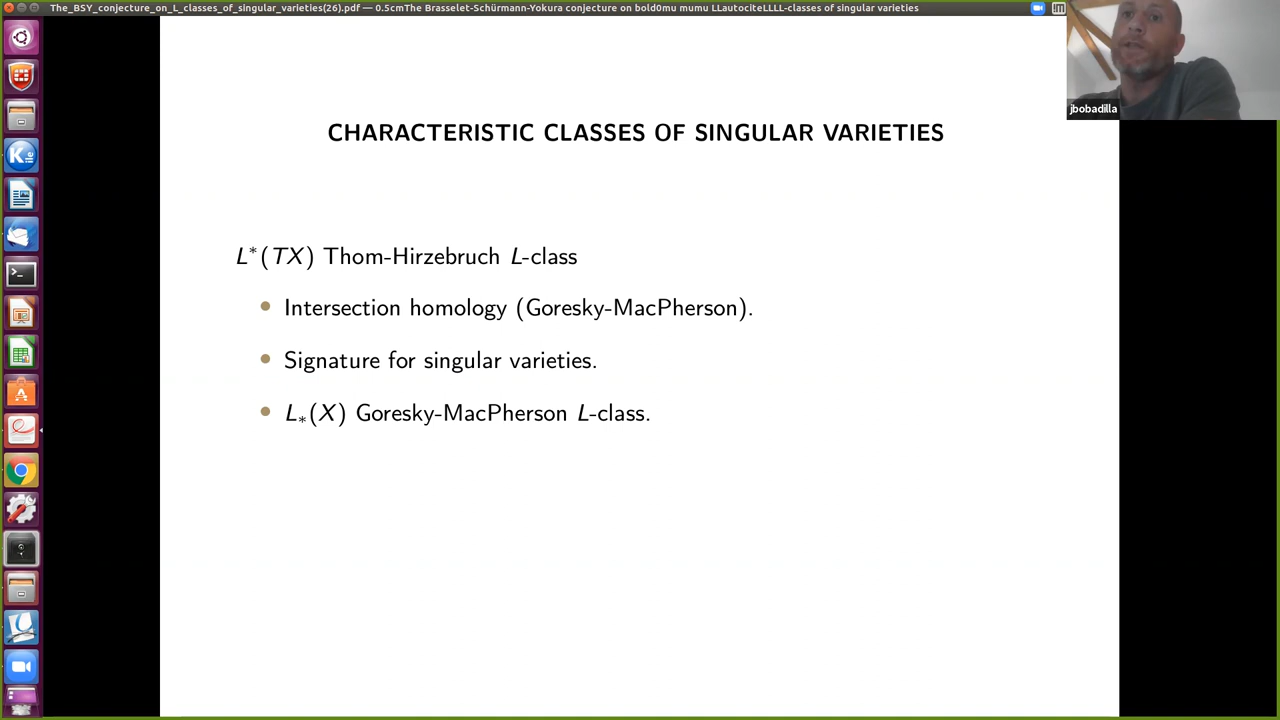 The_BSY_conjecture_on_L_classes_of_singular_varieties(26).pdf — 0.5cmThe Brasselet-Schürmann-Yokura conjecture on bold0mu mumu LLautociteLLLL-classes of singular varieties
jbobadilla
CHARACTERISTIC CLASSES OF SINGULAR VARIETIES
L*(TX) Thom-Hirzebruch L-class
• Intersection homology (Goresky-MacPherson).
• Signature for singular varieties.
• L∗(X) Goresky-MacPherson L-class.